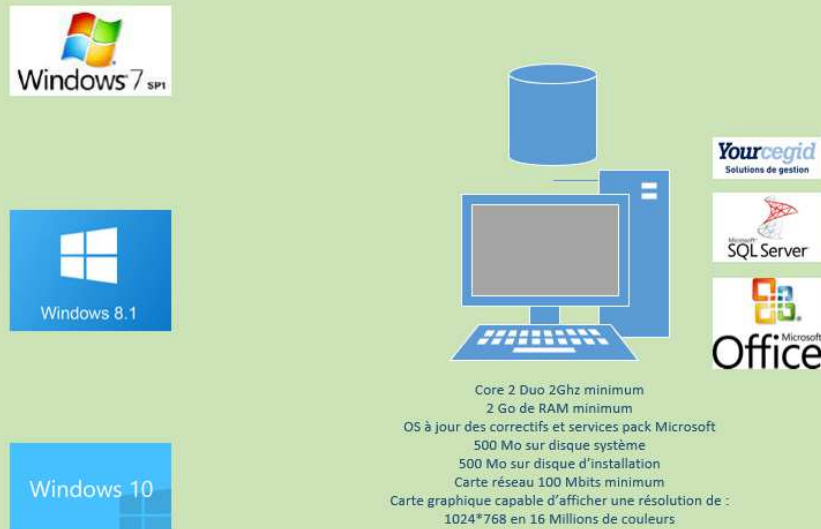 Windows 7 SP1
Windows 8.1
Windows 10
Yourcegid
Solutions de gestion
Microsoft
SQL Server
Microsoft
Office
Core 2 Duo 2Ghz minimum
2 Go de RAM minimum
OS à jour des correctifs et services pack Microsoft
500 Mo sur disque système
500 Mo sur disque d'installation
Carte réseau 100 Mbits minimum
Carte graphique capable d'afficher une résolution de :
1024*768 en 16 Millions de couleurs